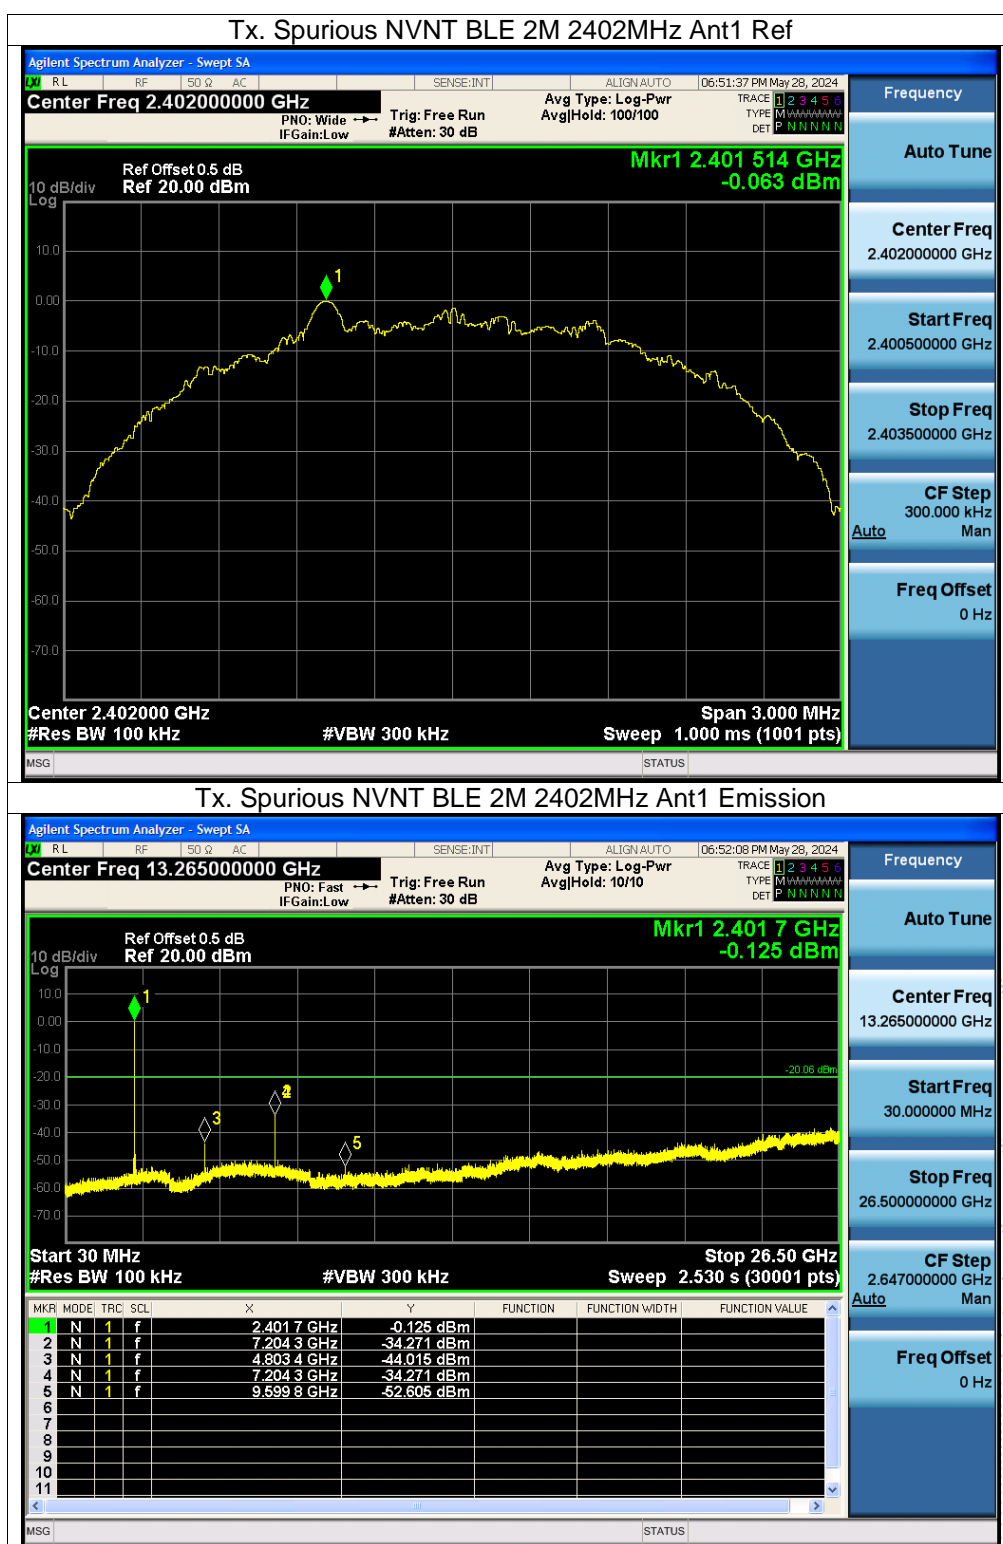 Tx. Spurious NVNT BLE 2M 2402MHz Ant1 Ref
Agilent Spectrum Analyzer - Swept SA
LXI RL RF 50 Ω AC SENSE:INT ALIGN AUTO 06:51:37 PM May 28, 2024
Center Freq 2.402000000 GHz
PNO: Wide
IFGain:Low
Trig: Free Run
#Atten: 30 dB
Avg Type: Log-Pwr
Avg|Hold: 100/100
TRACE 1 2 3 4 5 6
TYPE M
DET P N N N N N
Ref Offset 0.5 dB
Ref 20.00 dBm
10 dB/div
Log
Mkr1 2.401 514 GHz
-0.063 dBm
10.0
0.00
-10.0
-20.0
-30.0
-40.0
-50.0
-60.0
-70.0
1
Center 2.402000 GHz
#Res BW 100 kHz
#VBW 300 kHz
Span 3.000 MHz
Sweep 1.000 ms (1001 pts)
MSG
STATUS
Frequency
Auto Tune
Center Freq
2.402000000 GHz
Start Freq
2.400500000 GHz
Stop Freq
2.403500000 GHz
CF Step
300.000 kHz
Auto Man
Freq Offset
0 Hz
Tx. Spurious NVNT BLE 2M 2402MHz Ant1 Emission
Agilent Spectrum Analyzer - Swept SA
LXI RL RF 50 Ω AC SENSE:INT ALIGN AUTO 06:52:08 PM May 28, 2024
Center Freq 13.265000000 GHz
PNO: Fast
IFGain:Low
Trig: Free Run
#Atten: 30 dB
Avg Type: Log-Pwr
Avg|Hold: 10/10
TRACE 1 2 3 4 5 6
TYPE M
DET P N N N N N
Ref Offset 0.5 dB
Ref 20.00 dBm
10 dB/div
Log
Mkr1 2.401 7 GHz
-0.125 dBm
10.0
0.00
-10.0
-20.0
-30.0
-40.0
-50.0
-60.0
-70.0
1
3
5
-20.06 dBm
Start 30 MHz
#Res BW 100 kHz
#VBW 300 kHz
Stop 26.50 GHz
Sweep 2.530 s (30001 pts)
MKR MODE TRC SCL X Y FUNCTION FUNCTION WIDTH FUNCTION VALUE
1 N 1 f 2.401 7 GHz -0.125 dBm
2 N 1 f 7.204 3 GHz -34.271 dBm
3 N 1 f 4.803 4 GHz -44.015 dBm
4 N 1 f 7.204 3 GHz -34.271 dBm
5 N 1 f 9.599 8 GHz -52.605 dBm
6
7
8
9
10
11
MSG
STATUS
Frequency
Auto Tune
Center Freq
13.265000000 GHz
Start Freq
30.000000 MHz
Stop Freq
26.500000000 GHz
CF Step
2.647000000 GHz
Auto Man
Freq Offset
0 Hz